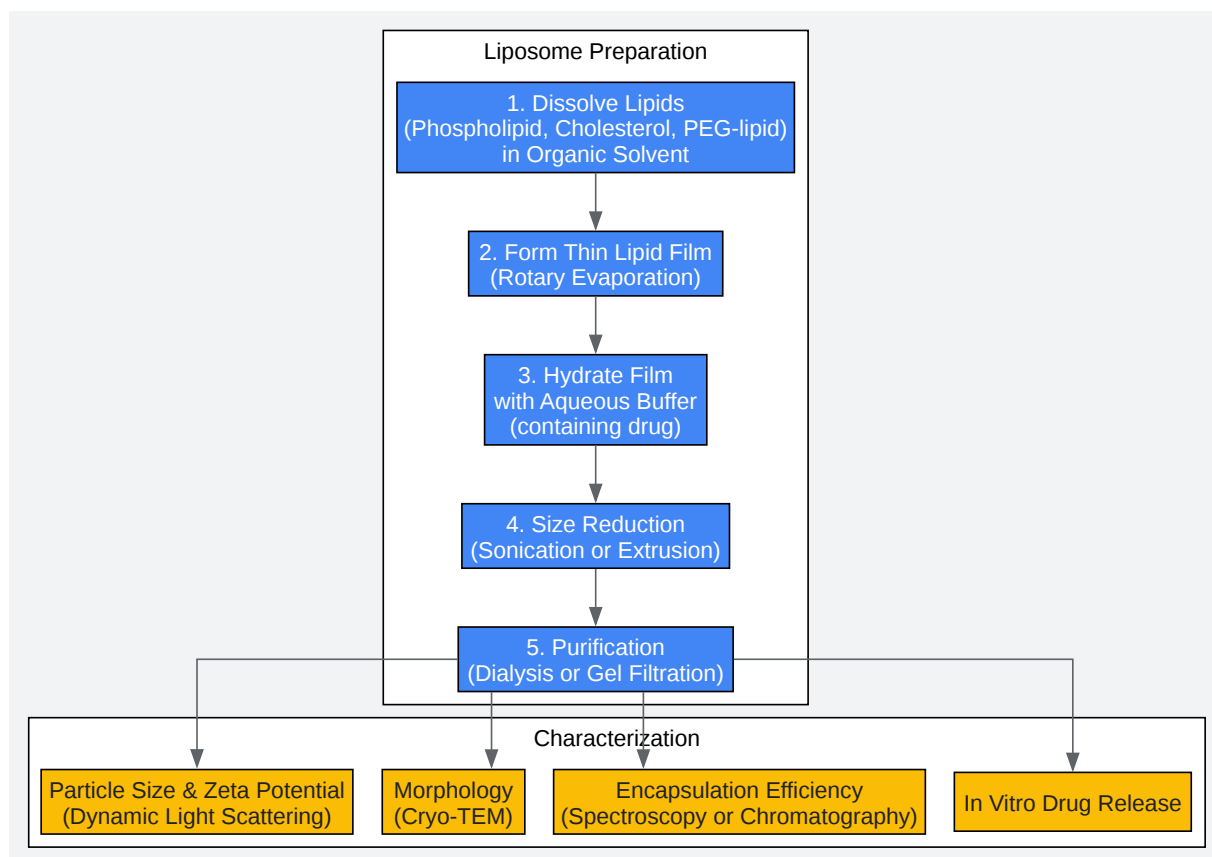 Liposome Preparation
1. Dissolve Lipids
(Phospholipid, Cholesterol, PEG-lipid)
in Organic Solvent
2. Form Thin Lipid Film
(Rotary Evaporation)
3. Hydrate Film
with Aqueous Buffer
(containing drug)
4. Size Reduction
(Sonication or Extrusion)
5. Purification
(Dialysis or Gel Filtration)
Characterization
Particle Size & Zeta Potential
(Dynamic Light Scattering)
Morphology
(Cryo-TEM)
Encapsulation Efficiency
(Spectroscopy or Chromatography)
In Vitro Drug Release